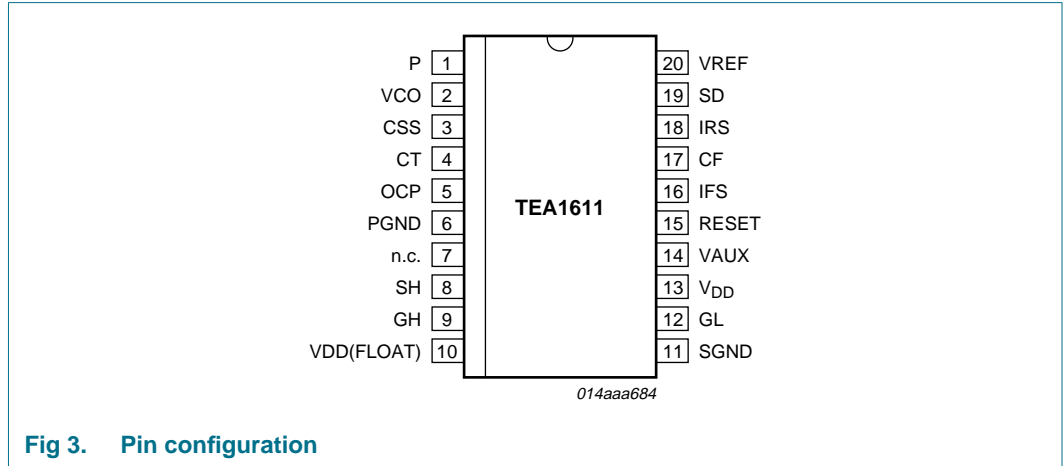 P 1 20 VREF
VCO 2 19 SD
CSS 3 18 IRS
CT 4 17 CF
OCP 5 16 IFS
TEA1611
PGND 6 15 RESET
n.c. 7 14 VAUX
SH 8 13 VDD
GH 9 12 GL
VDD(FLOAT) 10 11 SGND
014aaa684
Fig 3. Pin configuration